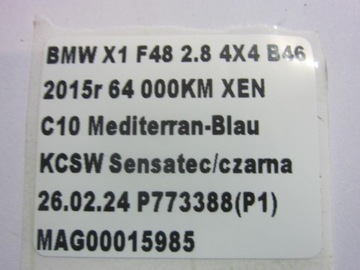 BMW X1 F48 2.8 4X4 B46
2015r 64 000KM XEN
C10 Mediterran-Blau
KCSW Sensatec/czarna
26.02.24 P773388(P1)
MAG00015985